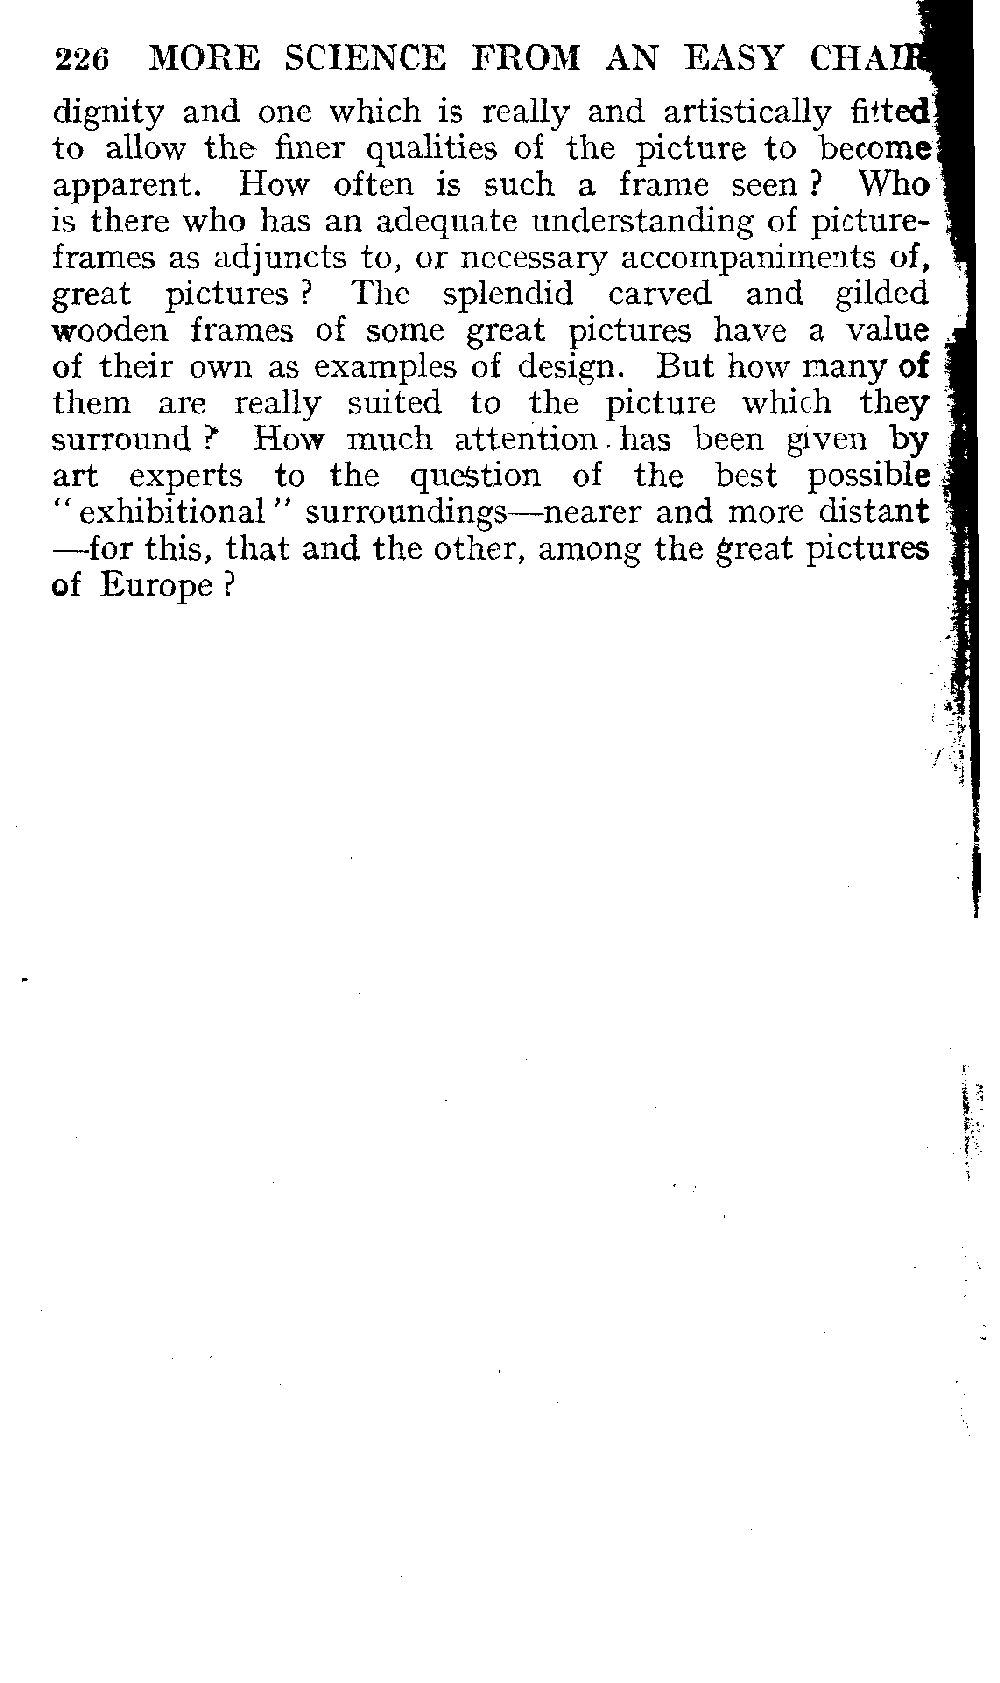 226 MORE SCIENCE FROM AN EASY CHAIR
dignity and one which is really and artistically fitted
to allow the finer qualities of the picture to become
apparent. How often is such a frame seen ? Who
is there who has an adequate understanding of picture-
frames as adjuncts to, or necessary accompaniments of,
great pictures ? The splendid carved and gilded
wooden frames of some great pictures have a value
of their own as examples of design. But how many of
them are really suited to the picture which they
surround ? How much attention has been given by
art experts to the question of the best possible
“ exhibitional ” surroundings—nearer and more distant
—for this, that and the other, among the great pictures
of Europe ?